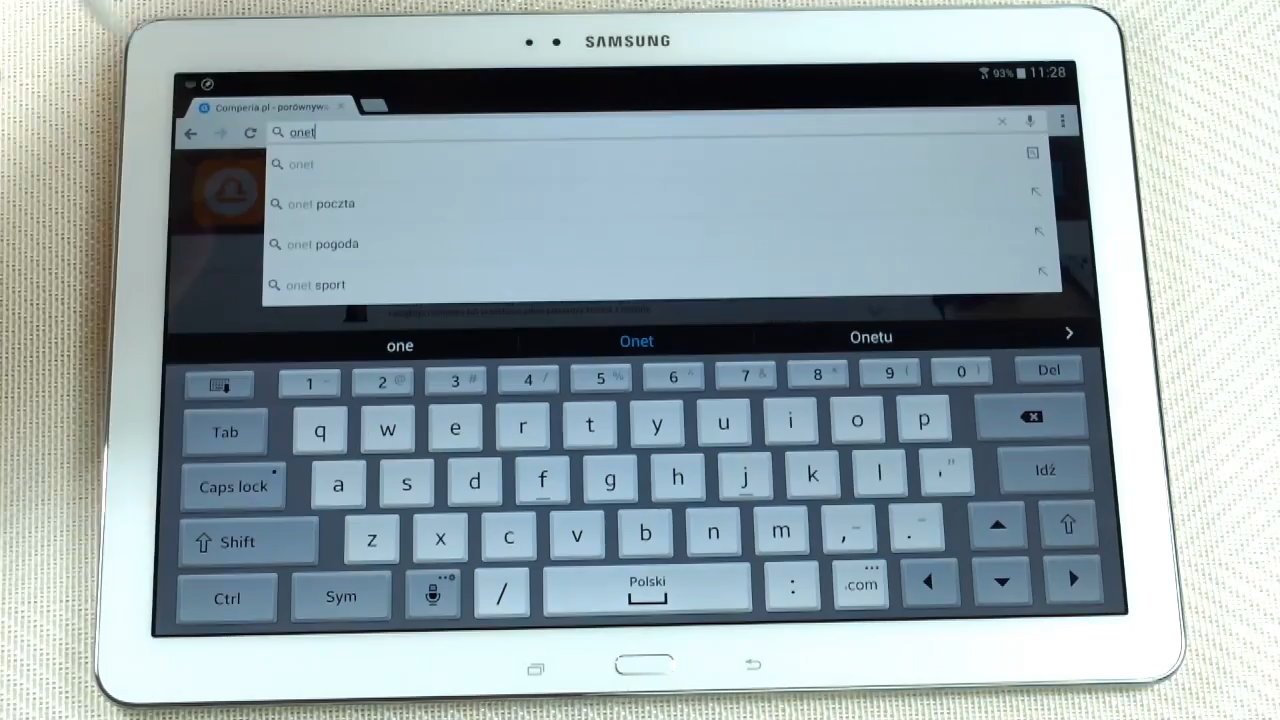 SAMSUNG
93% 11:28
Comperia.pl - porównyw
onet
onet
onet poczta
onet pogoda
onet sport
one Onet Onetu
1 - 2 @ 3 # 4 / 5 % 6 ^ 7 & 8 * 9 ( 0 ) Del
Tab q w e r t y u i o p
Caps lock a s d f g h j k l ' " Idź
Shift z x c v b n m , - . -
Ctrl Sym / Polski : .com